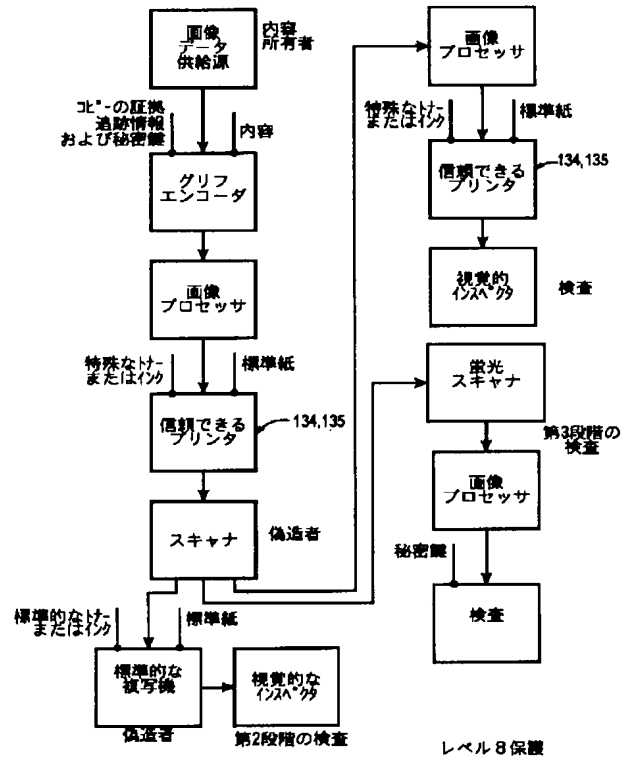 画像
データ
供給源
内容
所有者
コピーの証拠
追跡情報
および秘密鍵
内容
グリフ
エンコーダ
画像
プロセッサ
特殊なトナー
またはインク
標準紙
信頼できる
プリンタ
134,135
スキャナ
偽造者
標準的なトナー
またはインク
標準紙
標準的な
複写機
偽造者
視覚的な
インスペクタ
第2段階の検査
画像
プロセッサ
特殊なトナー
またはインク
標準紙
信頼できる
プリンタ
134,135
視覚的
インスペクタ
検査
蛍光
スキャナ
第3段階の
検査
画像
プロセッサ
秘密鍵
検査
レベル8保護